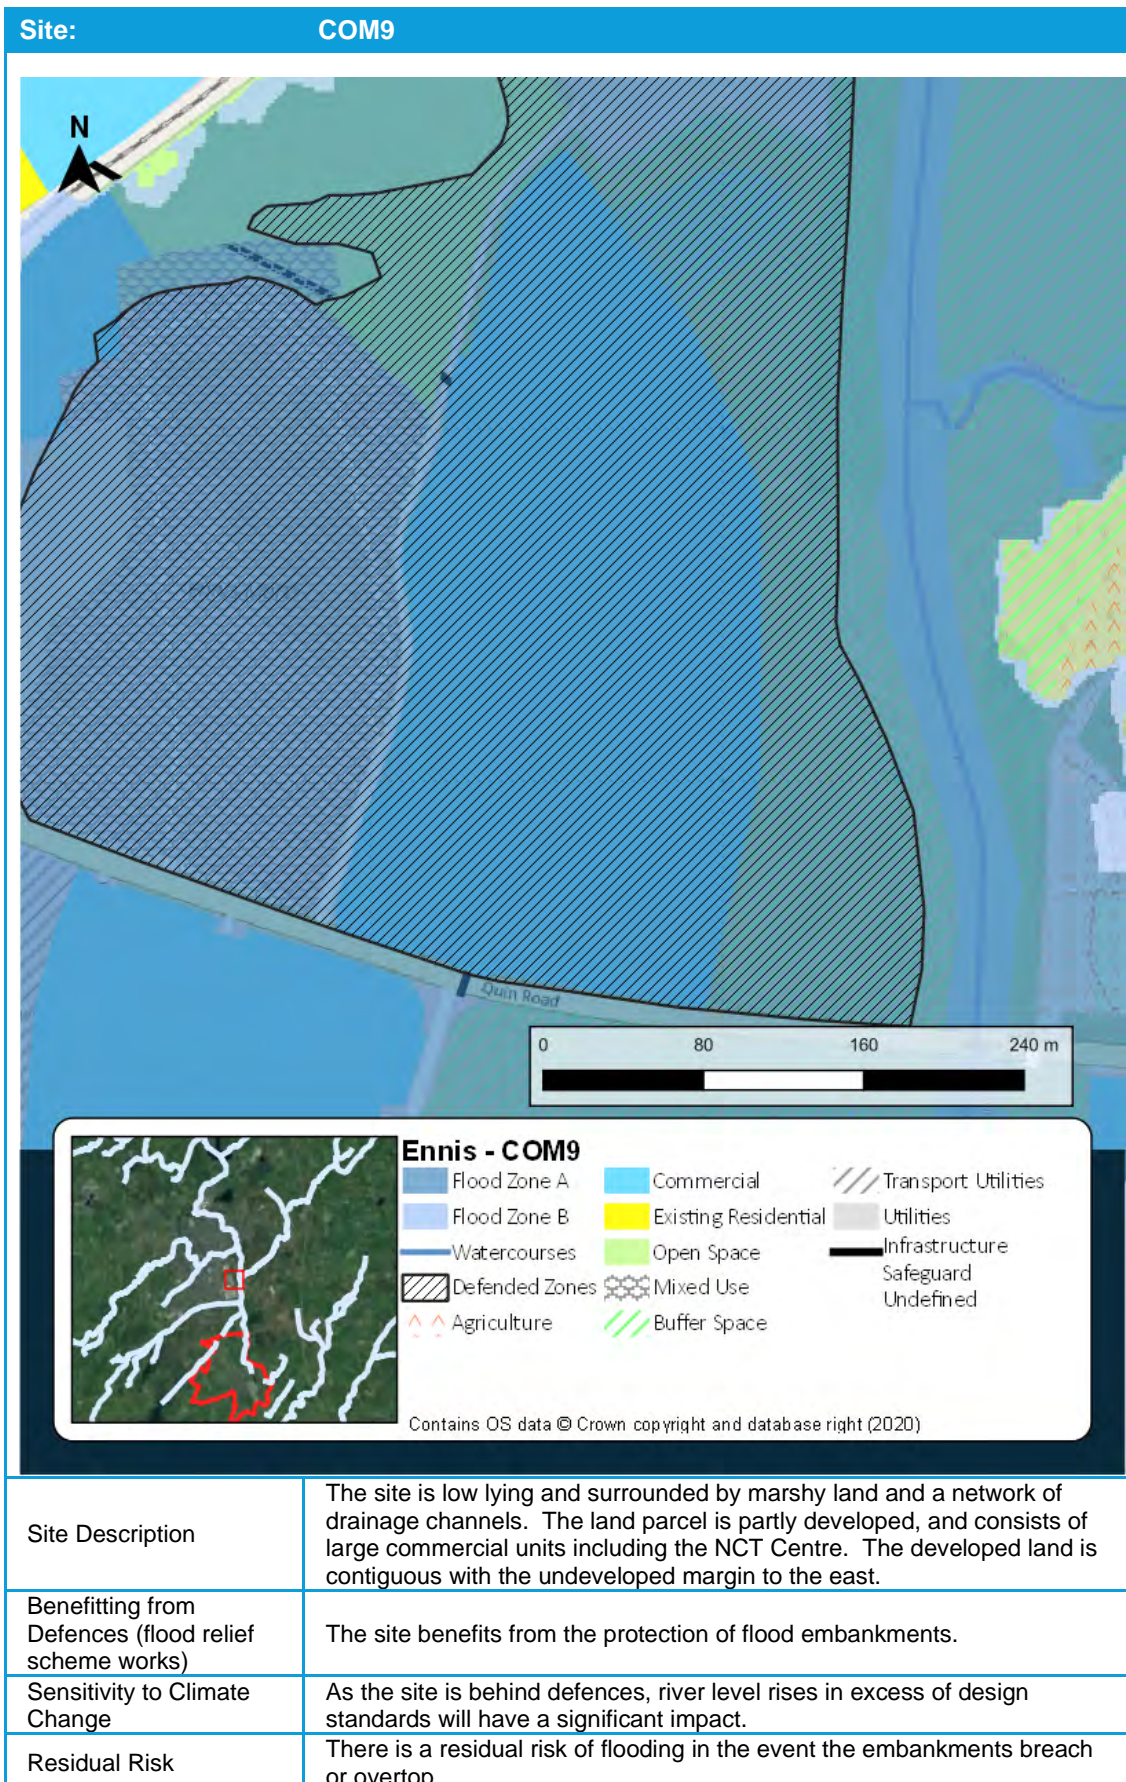 Site: COM9
N
Quin Road
0 80 160 240 m
Ennis - COM9
Flood Zone A
Flood Zone B
Watercourses
Defended Zones
Agriculture
Commercial
Existing Residential
Open Space
Mixed Use
Buffer Space
Transport Utilities
Utilities
Infrastructure
Safeguard
Undefined
Contains OS data © Crown copyright and database right (2020)
Site Description
The site is low lying and surrounded by marshy land and a network of
drainage channels. The land parcel is partly developed, and consists of
large commercial units including the NCT Centre. The developed land is
contiguous with the undeveloped margin to the east.
Benefitting from
Defences (flood relief
scheme works)
The site benefits from the protection of flood embankments.
Sensitivity to Climate
Change
As the site is behind defences, river level rises in excess of design
standards will have a significant impact.
Residual Risk
There is a residual risk of flooding in the event the embankments breach
or overtop